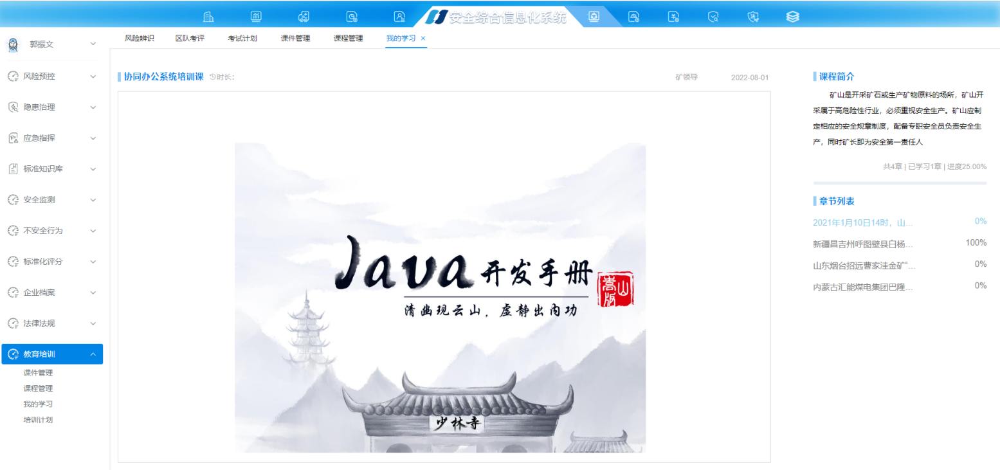 安全综合信息化系统
郭振文
风险预控
隐患治理
应急指挥
标准知识库
安全监测
不安全行为
标准化评分
企业档案
法律法规
教育培训
课件管理
课程管理
我的学习
培训计划
风险辨识 区队考评 考试计划 课件管理 课程管理 我的学习 ×
协同办公系统培训课 时长： 矿领导 2022-08-01
Java开发手册
嵩山版
清幽现云山，虚静出内功
少林寺
课程简介
矿山是开采矿石或生产矿物原料的场所，矿山开
采属于高危险性行业，必须重视安全生产。矿山应制
定相应的安全规章制度，配备专职安全员负责安全生
产，同时矿长即为安全第一责任人
共4章 | 已学习1章 | 进度25.00%
章节列表
2021年1月10日14时，山... 0%
新疆昌吉州呼图壁县白杨... 100%
山东烟台招远曹家洼金矿“... 0%
内蒙古汇能煤电集团巴隆... 0%